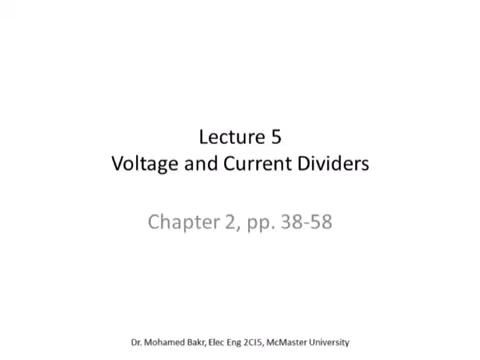 Lecture 5
Voltage and Current Dividers
Chapter 2, pp. 38-58
Dr. Mohamed Bakr, Elec Eng 2CI5, McMaster University